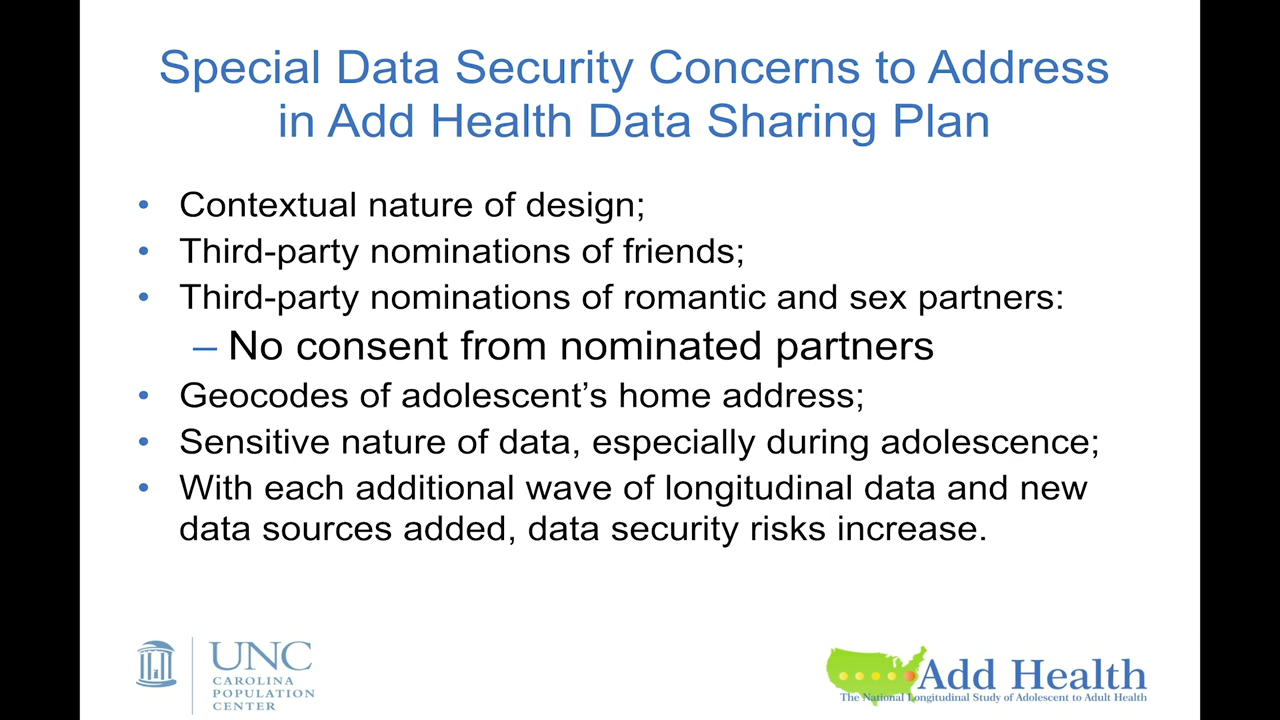 Special Data Security Concerns to Address
in Add Health Data Sharing Plan
• Contextual nature of design;
• Third-party nominations of friends;
• Third-party nominations of romantic and sex partners:
– No consent from nominated partners
• Geocodes of adolescent’s home address;
• Sensitive nature of data, especially during adolescence;
• With each additional wave of longitudinal data and new
data sources added, data security risks increase.
UNC
CAROLINA
POPULATION
CENTER
Add Health
The National Longitudinal Study of Adolescent to Adult Health